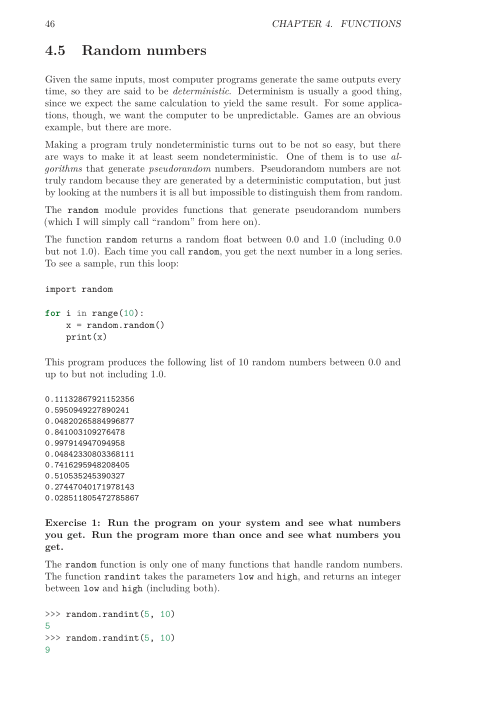 46 CHAPTER 4. FUNCTIONS
4.5 Random numbers
Given the same inputs, most computer programs generate the same outputs every
time, so they are said to be deterministic. Determinism is usually a good thing,
since we expect the same calculation to yield the same result. For some applica-
tions, though, we want the computer to be unpredictable. Games are an obvious
example, but there are more.
Making a program truly nondeterministic turns out to be not so easy, but there
are ways to make it at least seem nondeterministic. One of them is to use al-
gorithms that generate pseudorandom numbers. Pseudorandom numbers are not
truly random because they are generated by a deterministic computation, but just
by looking at the numbers it is all but impossible to distinguish them from random.
The random module provides functions that generate pseudorandom numbers
(which I will simply call “random” from here on).
The function random returns a random float between 0.0 and 1.0 (including 0.0
but not 1.0). Each time you call random, you get the next number in a long series.
To see a sample, run this loop:
import random
for i in range(10):
    x = random.random()
    print(x)
This program produces the following list of 10 random numbers between 0.0 and
up to but not including 1.0.
0.11132867921152356
0.5950949227890241
0.04820265884996877
0.841003109276478
0.997914947094958
0.04842330803368111
0.7416295948208405
0.510535245390327
0.27447040171978143
0.028511805472785867
Exercise 1: Run the program on your system and see what numbers
you get. Run the program more than once and see what numbers you
get.
The random function is only one of many functions that handle random numbers.
The function randint takes the parameters low and high, and returns an integer
between low and high (including both).
>>> random.randint(5, 10)
5
>>> random.randint(5, 10)
9